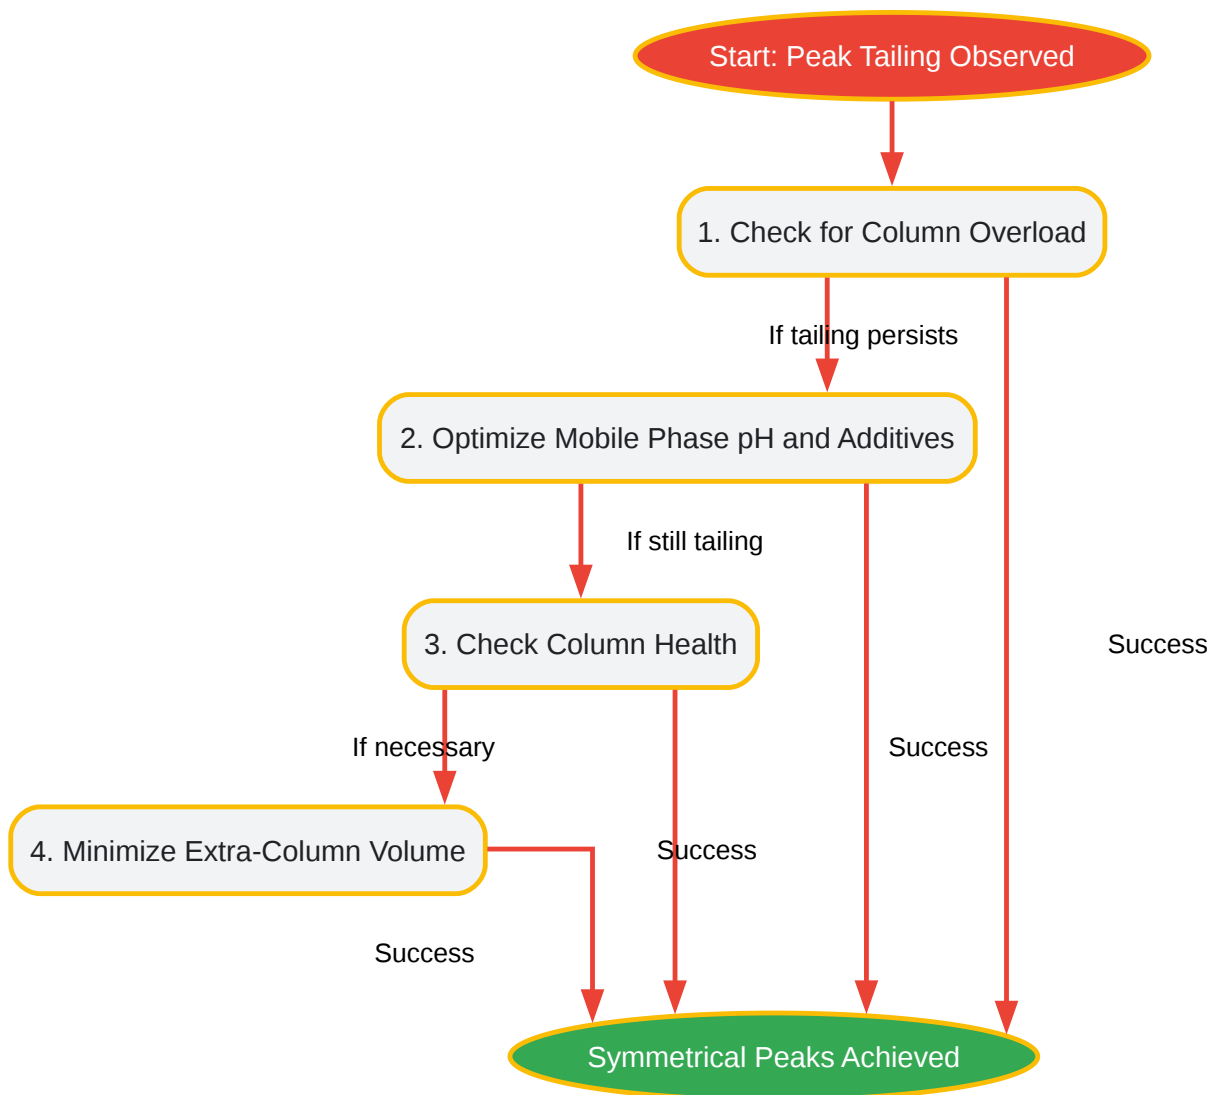 Start: Peak Tailing Observed
1. Check for Column Overload
If tailing persists
2. Optimize Mobile Phase pH and Additives
If still tailing
3. Check Column Health
Success
If necessary
Success
4. Minimize Extra-Column Volume
Success
Success
Symmetrical Peaks Achieved